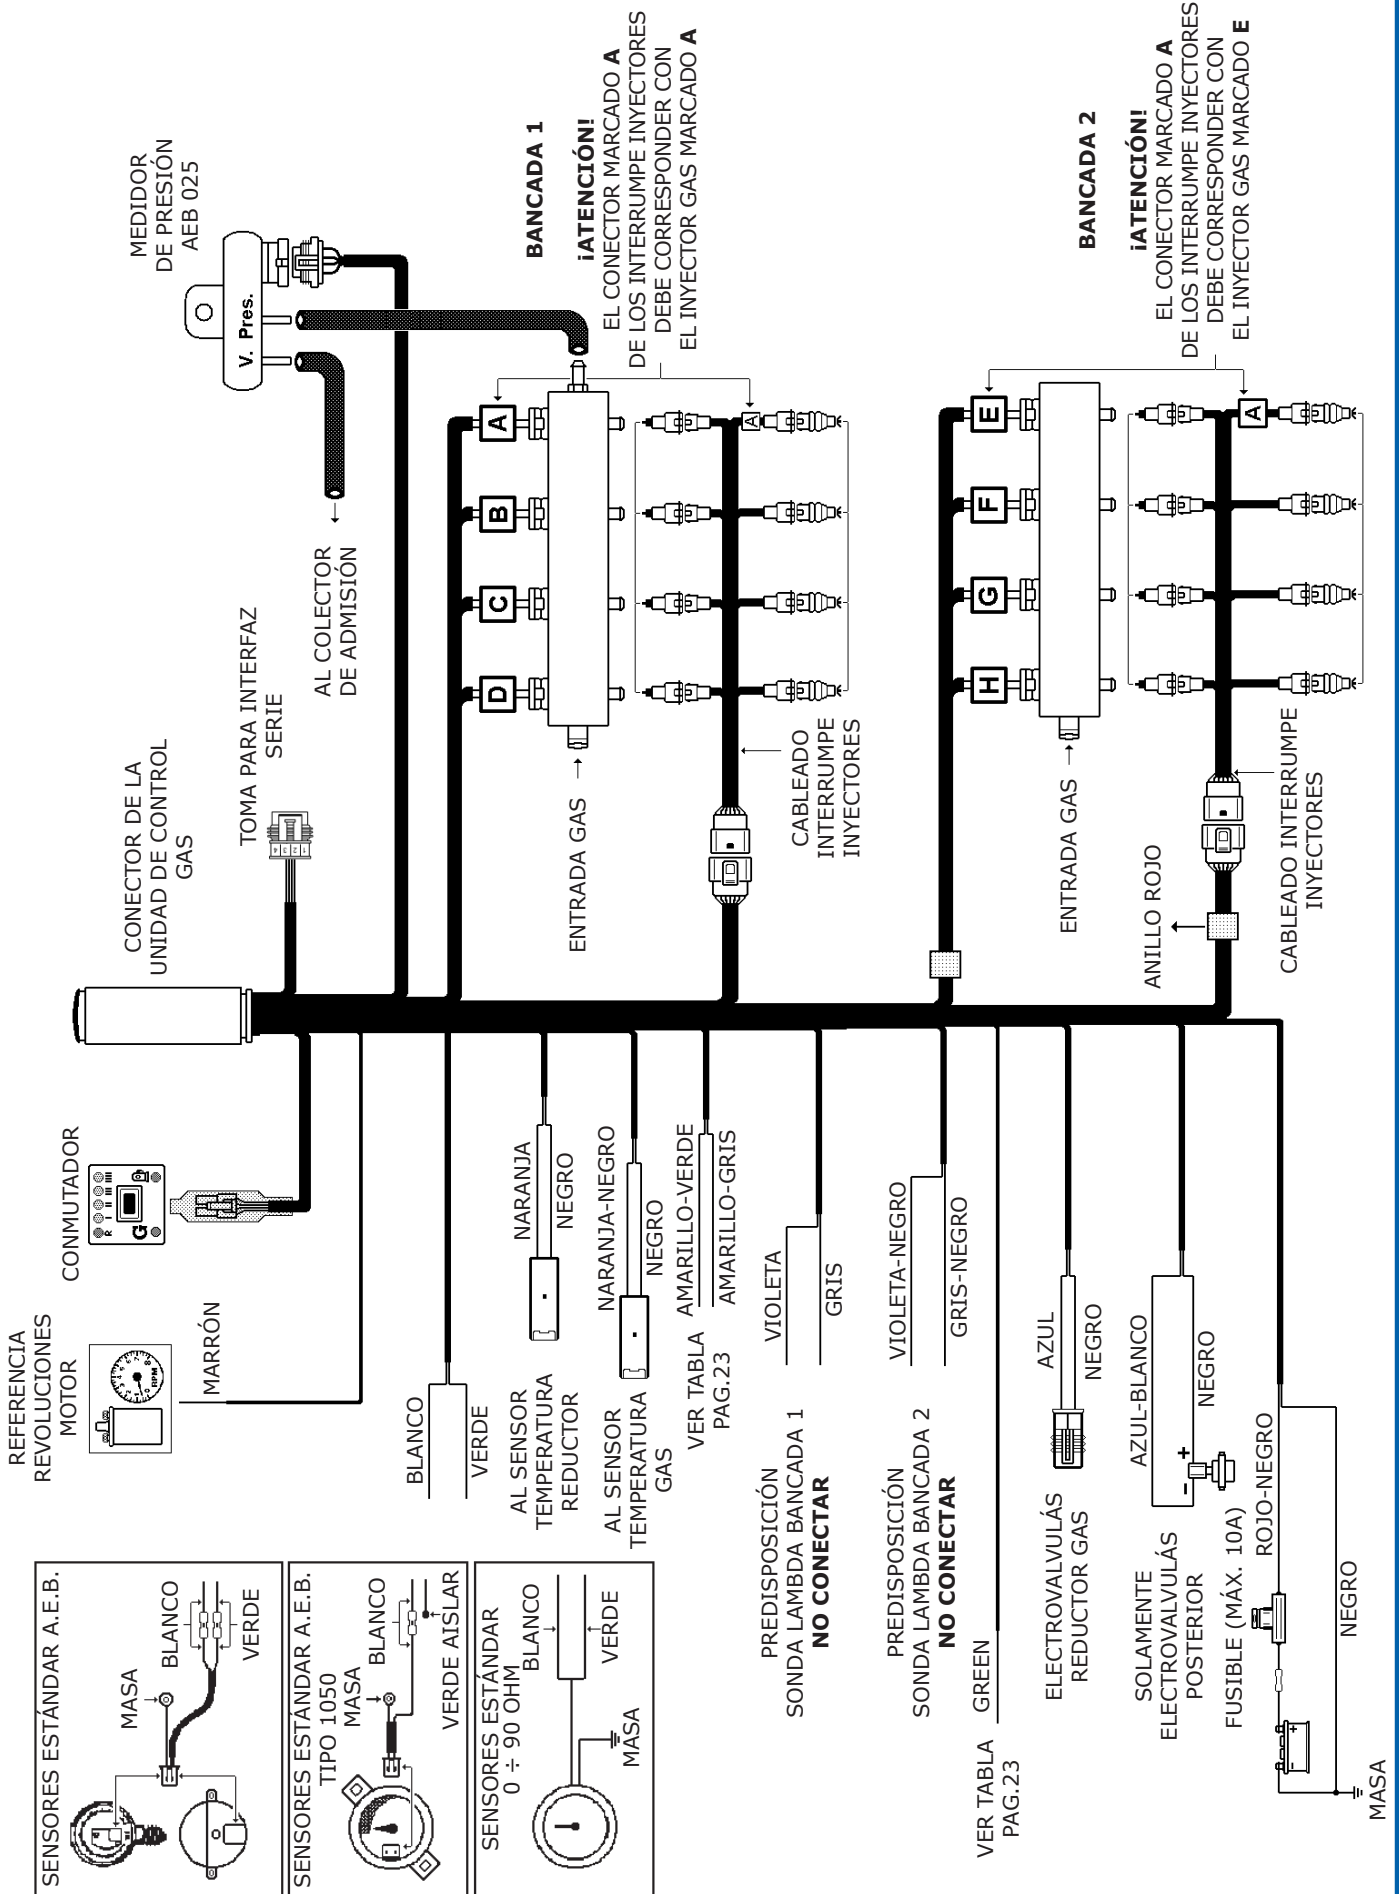 SENSORES ESTÁNDAR A.E.B.
MASA
BLANCO
VERDE
SENSORES ESTÁNDAR A.E.B.
TIPO 1050
MASA
BLANCO
VERDE AISLAR
SENSORES ESTÁNDAR
0 ÷ 90 OHM
BLANCO
VERDE
MASA
REFERENCIA
REVOLUCIONES
MOTOR
RPM
MARRÓN
CONMUTADOR
R I II III IIII
G
CONECTOR DE LA
UNIDAD DE CONTROL
GAS
TOMA PARA INTERFAZ
SERIE
1 2 3 4
MEDIDOR
DE PRESIÓN
AEB 025
V. Pres.
AL COLECTOR
DE ADMISIÓN
BLANCO
VERDE
AL SENSOR
TEMPERATURA
REDUCTOR
NARANJA
NEGRO
AL SENSOR
TEMPERATURA
GAS
NARANJA-NEGRO
NEGRO
VER TABLA
PAG.23
AMARILLO-VERDE
AMARILLO-GRIS
PREDISPOSICIÓN
SONDA LAMBDA BANCADA 1
NO CONECTAR
VIOLETA
GRIS
PREDISPOSICIÓN
SONDA LAMBDA BANCADA 2
NO CONECTAR
VIOLETA-NEGRO
GRIS-NEGRO
VER TABLA
PAG.23
GREEN
ELECTROVALVULÁS
REDUCTOR GAS
AZUL
NEGRO
SOLAMENTE
ELECTROVALVULÁS
POSTERIOR
AZUL-BLANCO
NEGRO
- +
FUSIBLE (MÁX. 10A)
ROJO-NEGRO
NEGRO
- +
MASA
BANCADA 1
¡ATENCIÓN!
EL CONECTOR MARCADO A
DE LOS INTERRUMPE INYECTORES
DEBE CORRESPONDER CON
EL INYECTOR GAS MARCADO A
D C B A
ENTRADA GAS
A
CABLEADO
INTERRUMPE
INYECTORES
BANCADA 2
¡ATENCIÓN!
EL CONECTOR MARCADO A
DE LOS INTERRUMPE INYECTORES
DEBE CORRESPONDER CON
EL INYECTOR GAS MARCADO E
H G F E
ENTRADA GAS
A
ANILLO ROJO
CABLEADO INTERRUMPE
INYECTORES